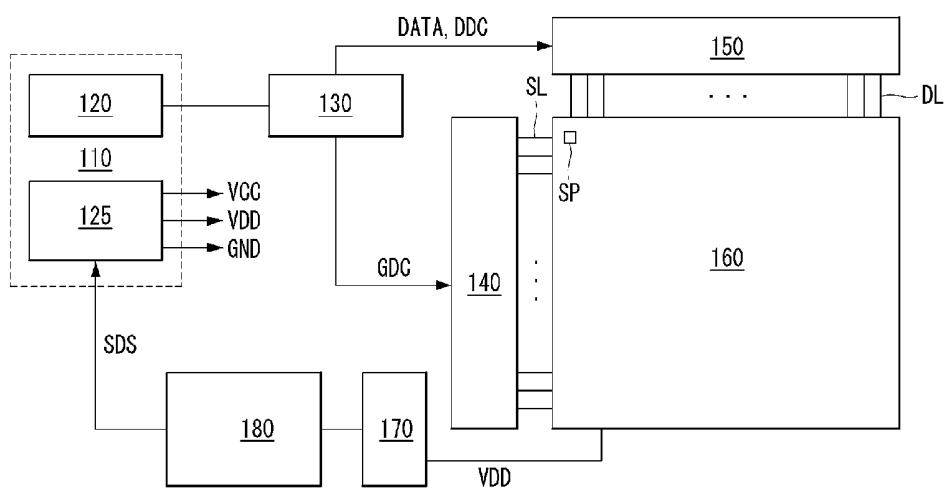 DATA, DDC
150
120
130
SL
DL
110
SP
125
VCC
VDD
GND
GDC
140
160
SDS
180
170
VDD